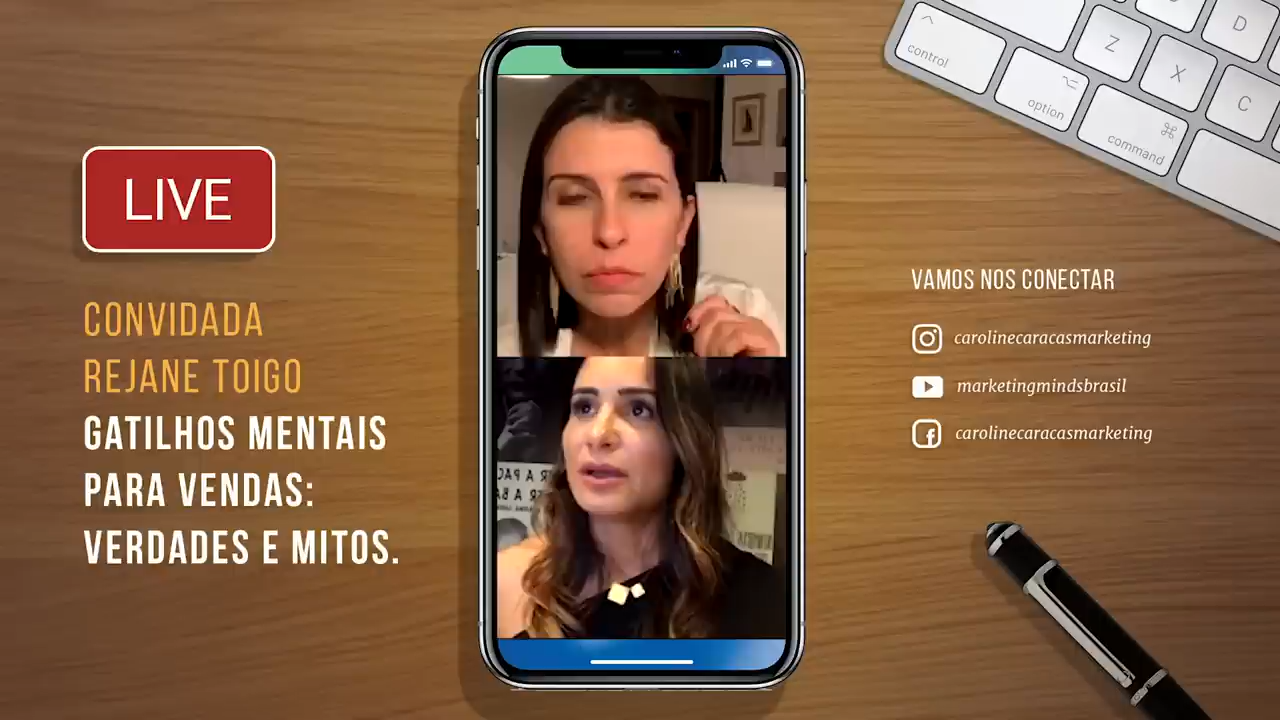 LIVE
CONVIDADA
REJANE TOIGO
GATILHOS MENTAIS
PARA VENDAS:
VERDADES E MITOS.
VAMOS NOS CONECTAR
carolinecaracasmarketing
marketingmindsbrasil
carolinecaracasmarketing
control
option
command
Z
X
C
D